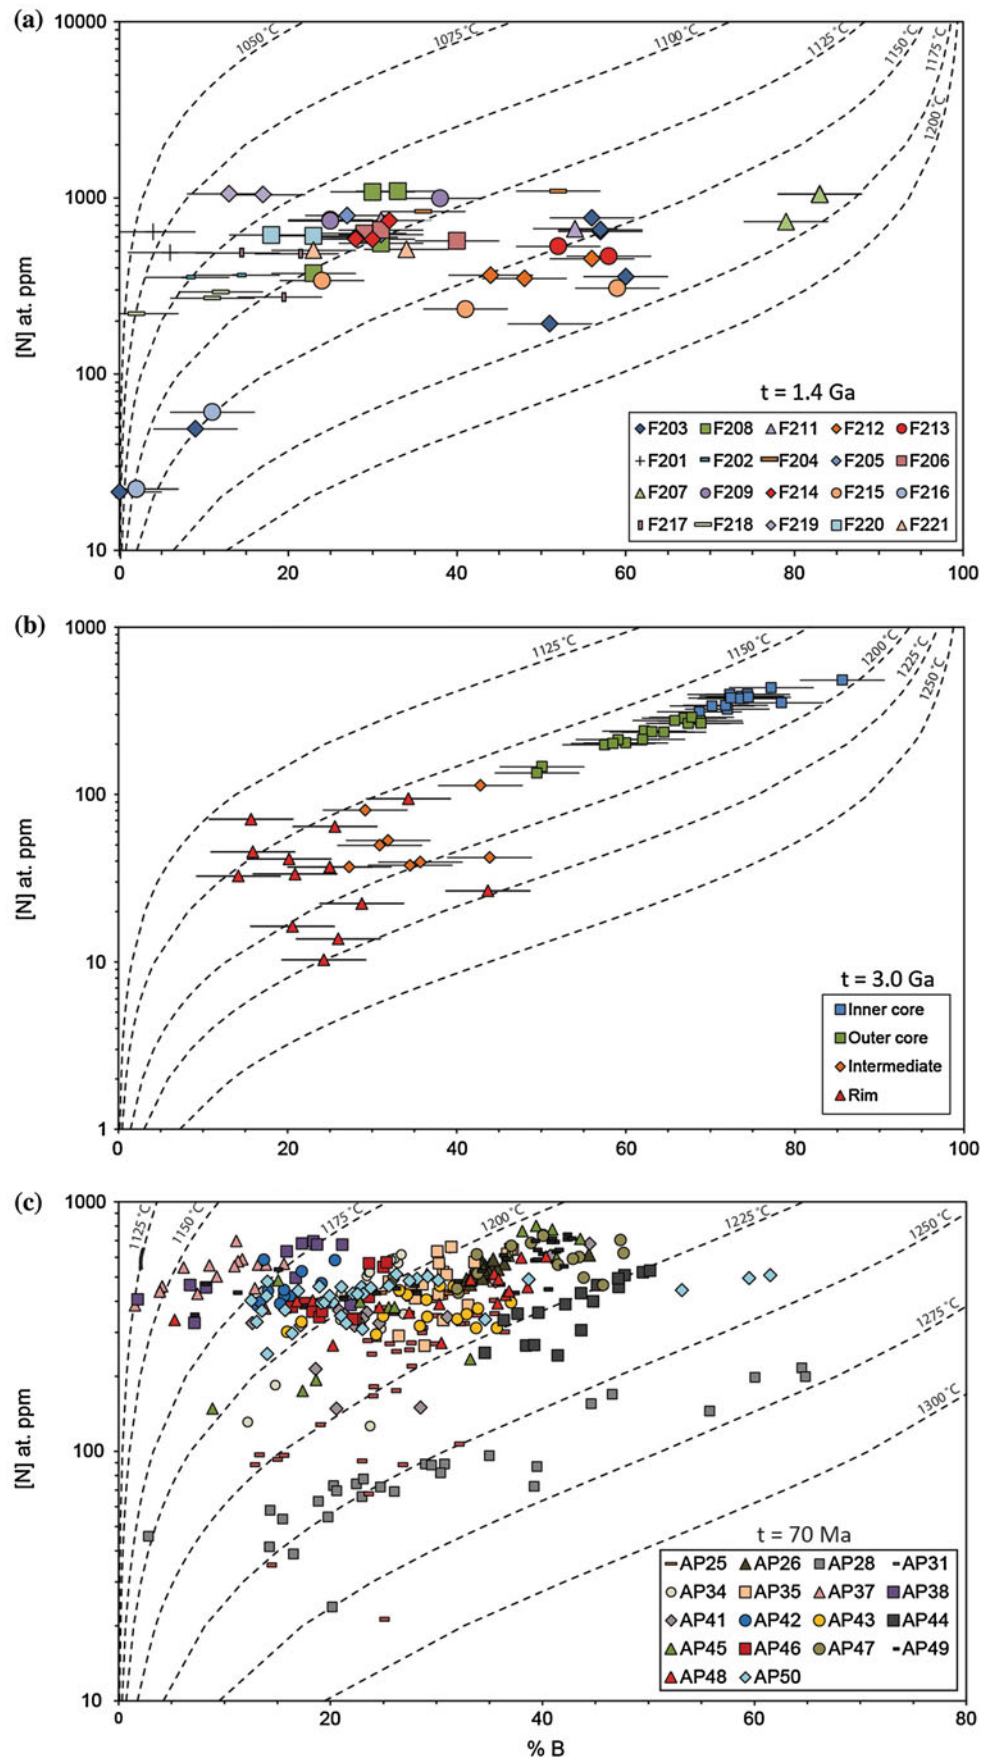 (a)
10000
1000
100
10
[N] at. ppm
1050 °C
1075 °C
1100 °C
1125 °C
1150 °C
1175 °C
1200 °C
t = 1.4 Ga
F203 F208 F211 F212 F213
F201 F202 F204 F205 F206
F207 F209 F214 F215 F216
F217 F218 F219 F220 F221
0 20 40 60 80 100
(b)
1000
100
10
1
[N] at. ppm
1125 °C
1150 °C
1200 °C
1225 °C
1250 °C
t = 3.0 Ga
Inner core
Outer core
Intermediate
Rim
0 20 40 60 80 100
(c)
1000
100
10
[N] at. ppm
1125 °C
1150 °C
1175 °C
1200 °C
1225 °C
1250 °C
1275 °C
1300 °C
t = 70 Ma
AP25 AP26 AP28 AP31
AP34 AP35 AP37 AP38
AP41 AP42 AP43 AP44
AP45 AP46 AP47 AP49
AP48 AP50
0 20 40 60 80
% B